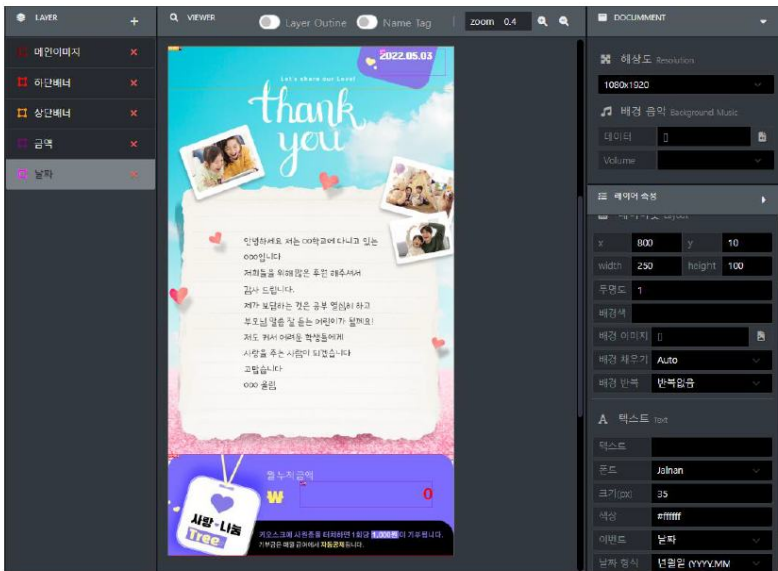 LAYER
+
메인이미지 ×
하단배너 ×
상단배너 ×
금액 ×
날짜 ×
VIEWER
Layer Outine
Name Tag
zoom 0.4
2022.05.03
Let's share our Love!
thank
you
안녕하세요 저는 OO학교에 다니고 있는
OOO입니다
저희들을 위해 많은 후원 해주셔서
감사 드립니다.
제가 보답하는 것은 공부 열심히 하고
부모님 말씀 잘 듣는 어린이가 될께요!
저도 커서 어려운 학생들에게
사랑을 주는 사람이 되겠습니다
고맙습니다
OOO 올림
월 누적 금액
₩ 0
사랑·나눔
Tree
키오스크에 사원증을 터치하면 1회당 1,000원이 기부됩니다.
기부금은 매월 급여에서 자동공제됩니다.
DOCUMMENT
해상도 Resolution
1080x1920
배경 음악 Background Music
데이터 []
Volume
레이어 속성
x 800 y 10
width 250 height 100
투명도 1
배경색
배경 이미지 []
배경 채우기 Auto
배경 반복 반복없음
A 텍스트 Text
텍스트
폰트 Jalnan
크기(px) 35
색상 #ffffff
이벤트 날짜
날짜 형식 년월일 (YYYY.MM